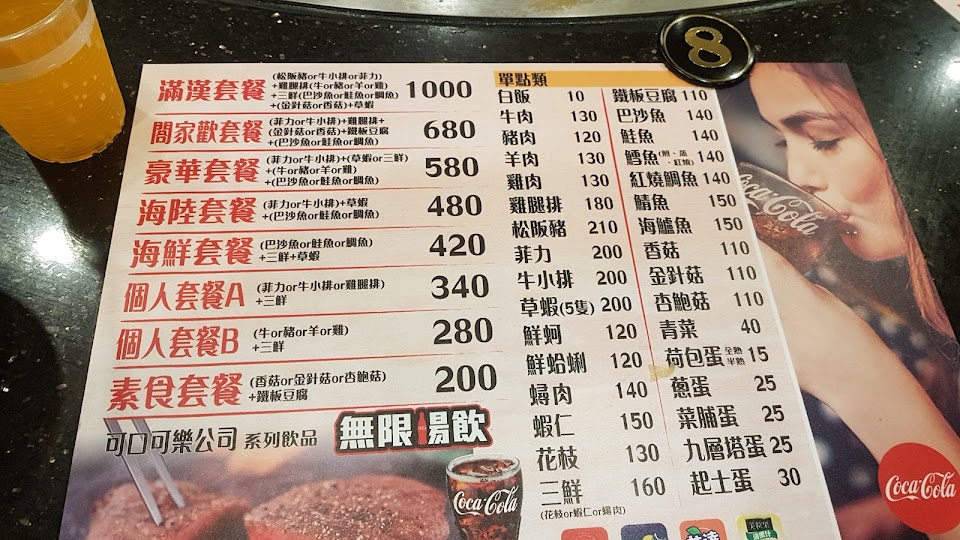 8
滿漢套餐 (松阪豬or牛小排or菲力) +雞腿排(牛or豬or羊or雞) +三鮮(巴沙魚or鮭魚or鯛魚) +(金針菇or香菇)+草蝦 1000
閤家歡套餐 (菲力or牛小排)+雞腿排+ (金針菇or香菇)+鐵板豆腐 +(巴沙魚or鮭魚or鯛魚) 680
豪華套餐 (菲力or牛小排)+(草蝦or三鮮) +(牛or豬or羊or雞) +(巴沙魚or鮭魚or鯛魚) 580
海陸套餐 (菲力or牛小排)+草蝦 +(巴沙魚or鮭魚or鯛魚) 480
海鮮套餐 (巴沙魚or鮭魚or鯛魚) +三鮮+草蝦 420
個人套餐A (菲力or牛小排or雞腿排) +三鮮 340
個人套餐B (牛or豬or羊or雞) +三鮮 280
素食套餐 (香菇or金針菇or杏鮑菇) +鐵板豆腐 200
可口可樂公司 系列飲品 無限暢飲
Coca-Cola
單點類
白飯 10
牛肉 130
豬肉 120
羊肉 130
雞肉 130
雞腿排 180
松阪豬 210
菲力 200
牛小排 200
草蝦(5隻) 200
鮮蚵 120
鮮蛤蜊 120
蟳肉 140
蝦仁 150
花枝 130
三鮮 160
(花枝or蝦仁or蟳肉)
鐵板豆腐 110
巴沙魚 140
鮭魚 140
鱈魚(煎、蒸、紅燒) 140
紅燒鯛魚 140
鯖魚 150
海鱸魚 150
香菇 110
金針菇 110
杏鮑菇 110
青菜 40
荷包蛋 全熟 半熟 15
蔥蛋 25
菜脯蛋 25
九層塔蛋 25
起士蛋 30
Coca-Cola
Coca-Cola